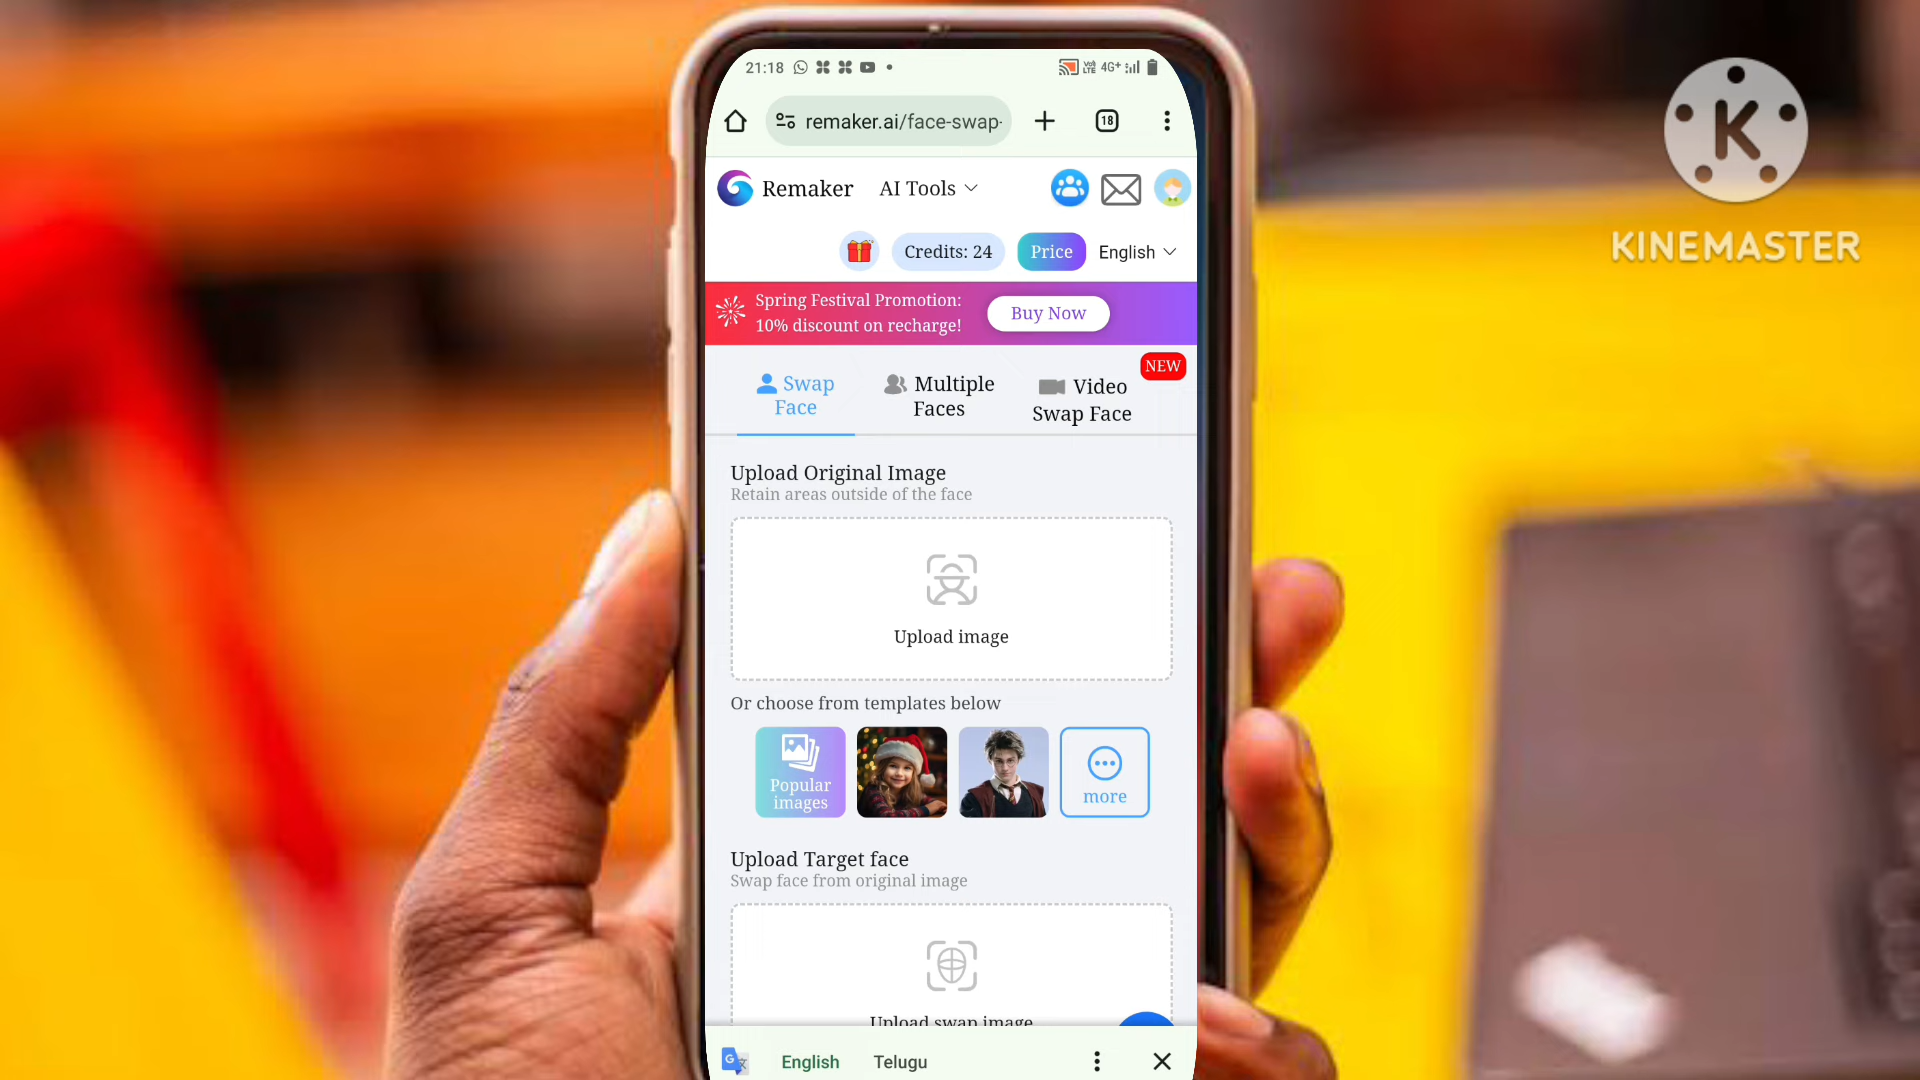 21:18
VoI
LTE
4G+
remaker.ai/face-swap-
18
Remaker
AI Tools
Credits: 24
Price
English
Spring Festival Promotion:
10% discount on recharge!
Buy Now
NEW
Swap
Face
Multiple
Faces
Video
Swap Face
Upload Original Image
Retain areas outside of the face
Upload image
Or choose from templates below
Popular
images
more
Upload Target face
Swap face from original image
Upload swap image
English
Telugu
K
KINEMASTER